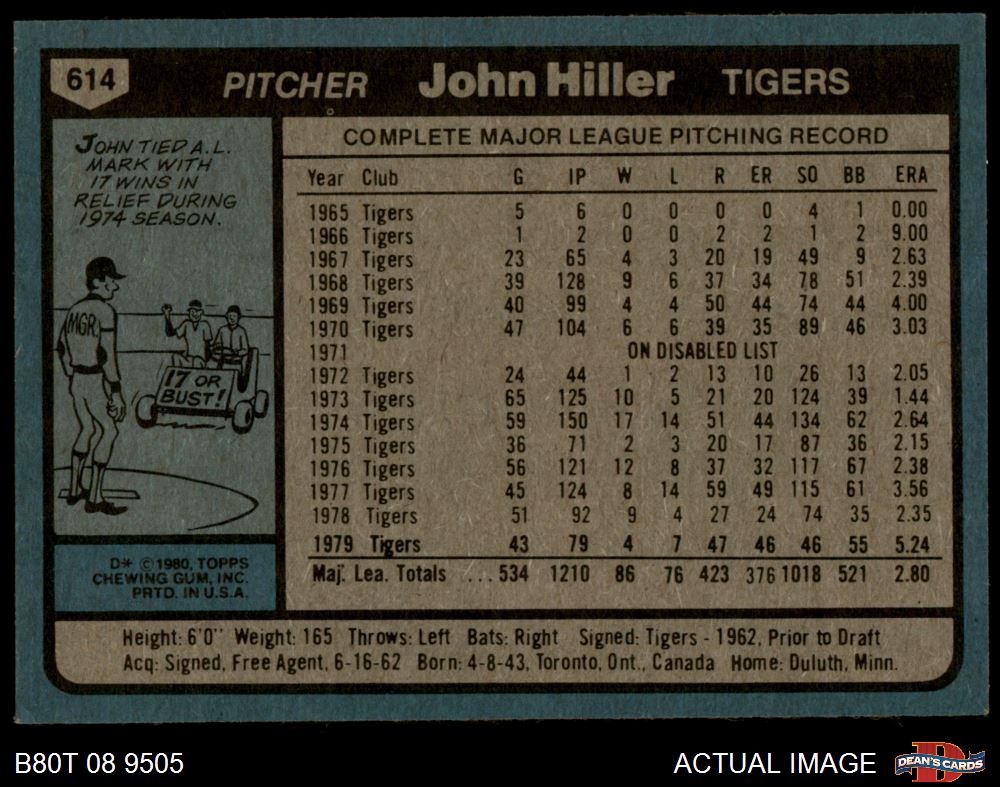 614 PITCHER John Hiller TIGERS
JOHN TIED A.L.
MARK WITH
17 WINS IN
RELIEF DURING
1974 SEASON.
MGR.
17 OR
BUST!
D* © 1980, TOPPS
CHEWING GUM, INC.
PRTD. IN U.S.A.
COMPLETE MAJOR LEAGUE PITCHING RECORD
Year Club G IP W L R ER SO BB ERA
1965 Tigers 5 6 0 0 0 0 4 1 0.00
1966 Tigers 1 2 0 0 2 2 1 2 9.00
1967 Tigers 23 65 4 3 20 19 49 9 2.63
1968 Tigers 39 128 9 6 37 34 78 51 2.39
1969 Tigers 40 99 4 4 50 44 74 44 4.00
1970 Tigers 47 104 6 6 39 35 89 46 3.03
1971 ON DISABLED LIST
1972 Tigers 24 44 1 2 13 10 26 13 2.05
1973 Tigers 65 125 10 5 21 20 124 39 1.44
1974 Tigers 59 150 17 14 51 44 134 62 2.64
1975 Tigers 36 71 2 3 20 17 87 36 2.15
1976 Tigers 56 121 12 8 37 32 117 67 2.38
1977 Tigers 45 124 8 14 59 49 115 61 3.56
1978 Tigers 51 92 9 4 27 24 74 35 2.35
1979 Tigers 43 79 4 7 47 46 46 55 5.24
Maj. Lea. Totals ... 534 1210 86 76 423 376 1018 521 2.80
Height: 6'0" Weight: 165 Throws: Left Bats: Right Signed: Tigers - 1962, Prior to Draft
Acq: Signed, Free Agent, 6-16-62 Born: 4-8-43, Toronto, Ont., Canada Home: Duluth, Minn.
B80T 08 9505 ACTUAL IMAGE DEAN'S CARDS